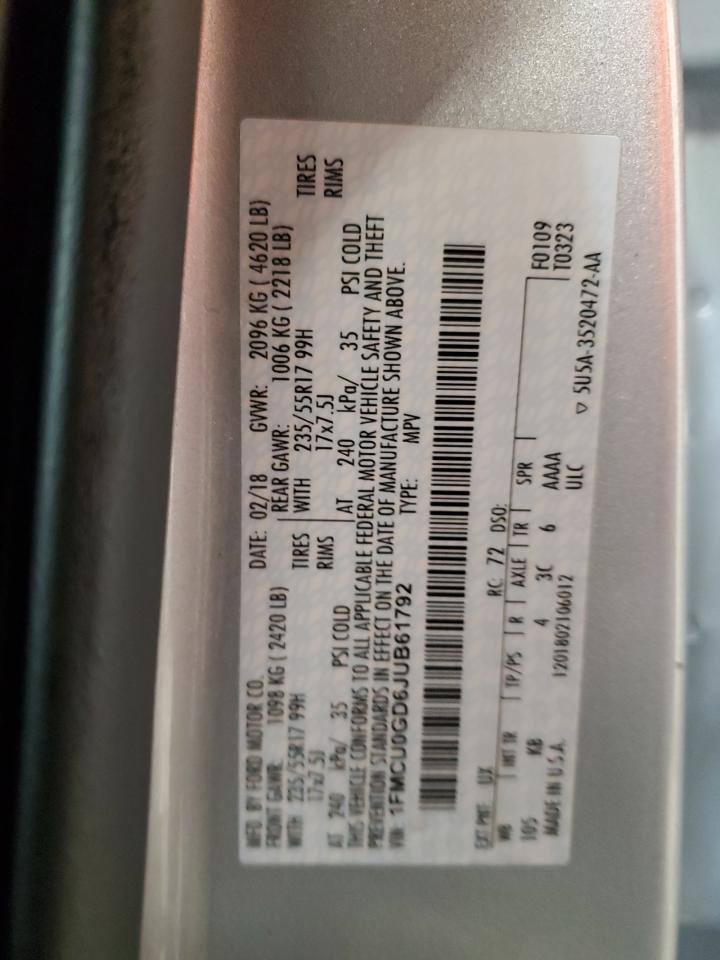 MFD. BY FORD MOTOR CO.
DATE: 02/18 GVWR: 2096 KG ( 4620 LB)
FRONT GAWR: 1098 KG ( 2420 LB) REAR GAWR: 1006 KG ( 2218 LB)
WITH 235/55R17 99H TIRES WITH 235/55R17 99H TIRES
17x7.5J RIMS 17x7.5J RIMS
AT 240 kPa/ 35 PSI COLD AT 240 kPa/ 35 PSI COLD
THIS VEHICLE CONFORMS TO ALL APPLICABLE FEDERAL MOTOR VEHICLE SAFETY AND THEFT
PREVENTION STANDARDS IN EFFECT ON THE DATE OF MANUFACTURE SHOWN ABOVE.
VIN: 1FMCU0GD6JUB61792 TYPE: MPV
EXT PNT: UX RC: 72 DSO:
WB INT TR TP/PS R AXLE TR SPR F0109
105 KB 4 3C 6 AAAA T0323
MADE IN U.S.A. 1201802106012 ULC
▽ 5U5A-3520472-AA